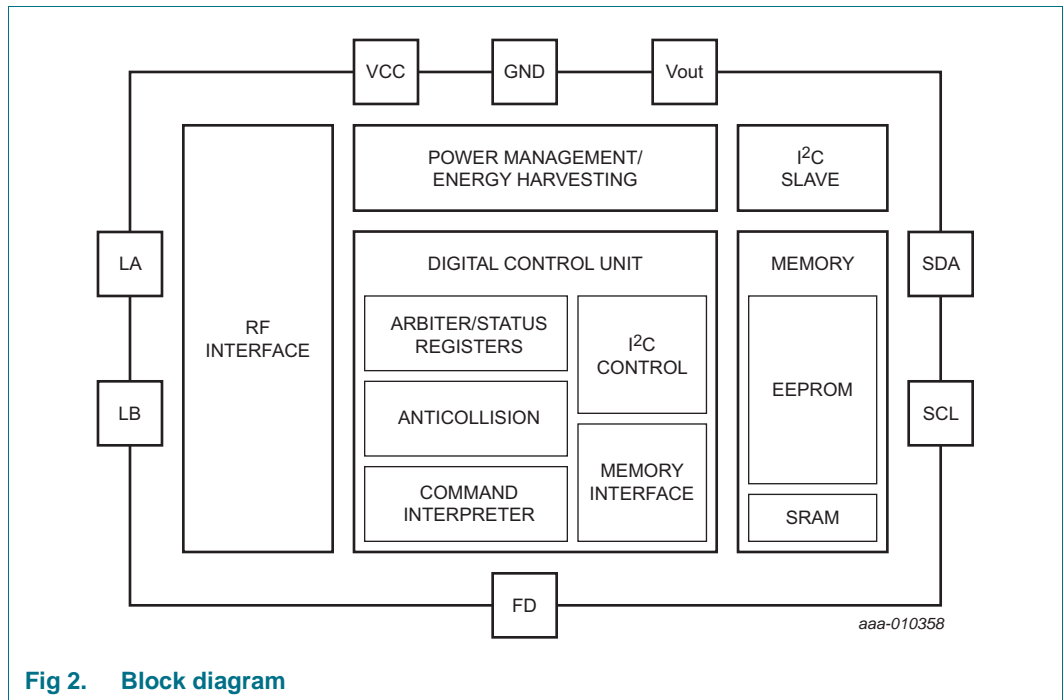 VCC
GND
Vout
LA
LB
RF
INTERFACE
POWER MANAGEMENT/
ENERGY HARVESTING
I²C
SLAVE
DIGITAL CONTROL UNIT
ARBITER/STATUS
REGISTERS
ANTICOLLISION
COMMAND
INTERPRETER
I²C
CONTROL
MEMORY
INTERFACE
MEMORY
EEPROM
SRAM
SDA
SCL
FD
aaa-010358
Fig 2. Block diagram